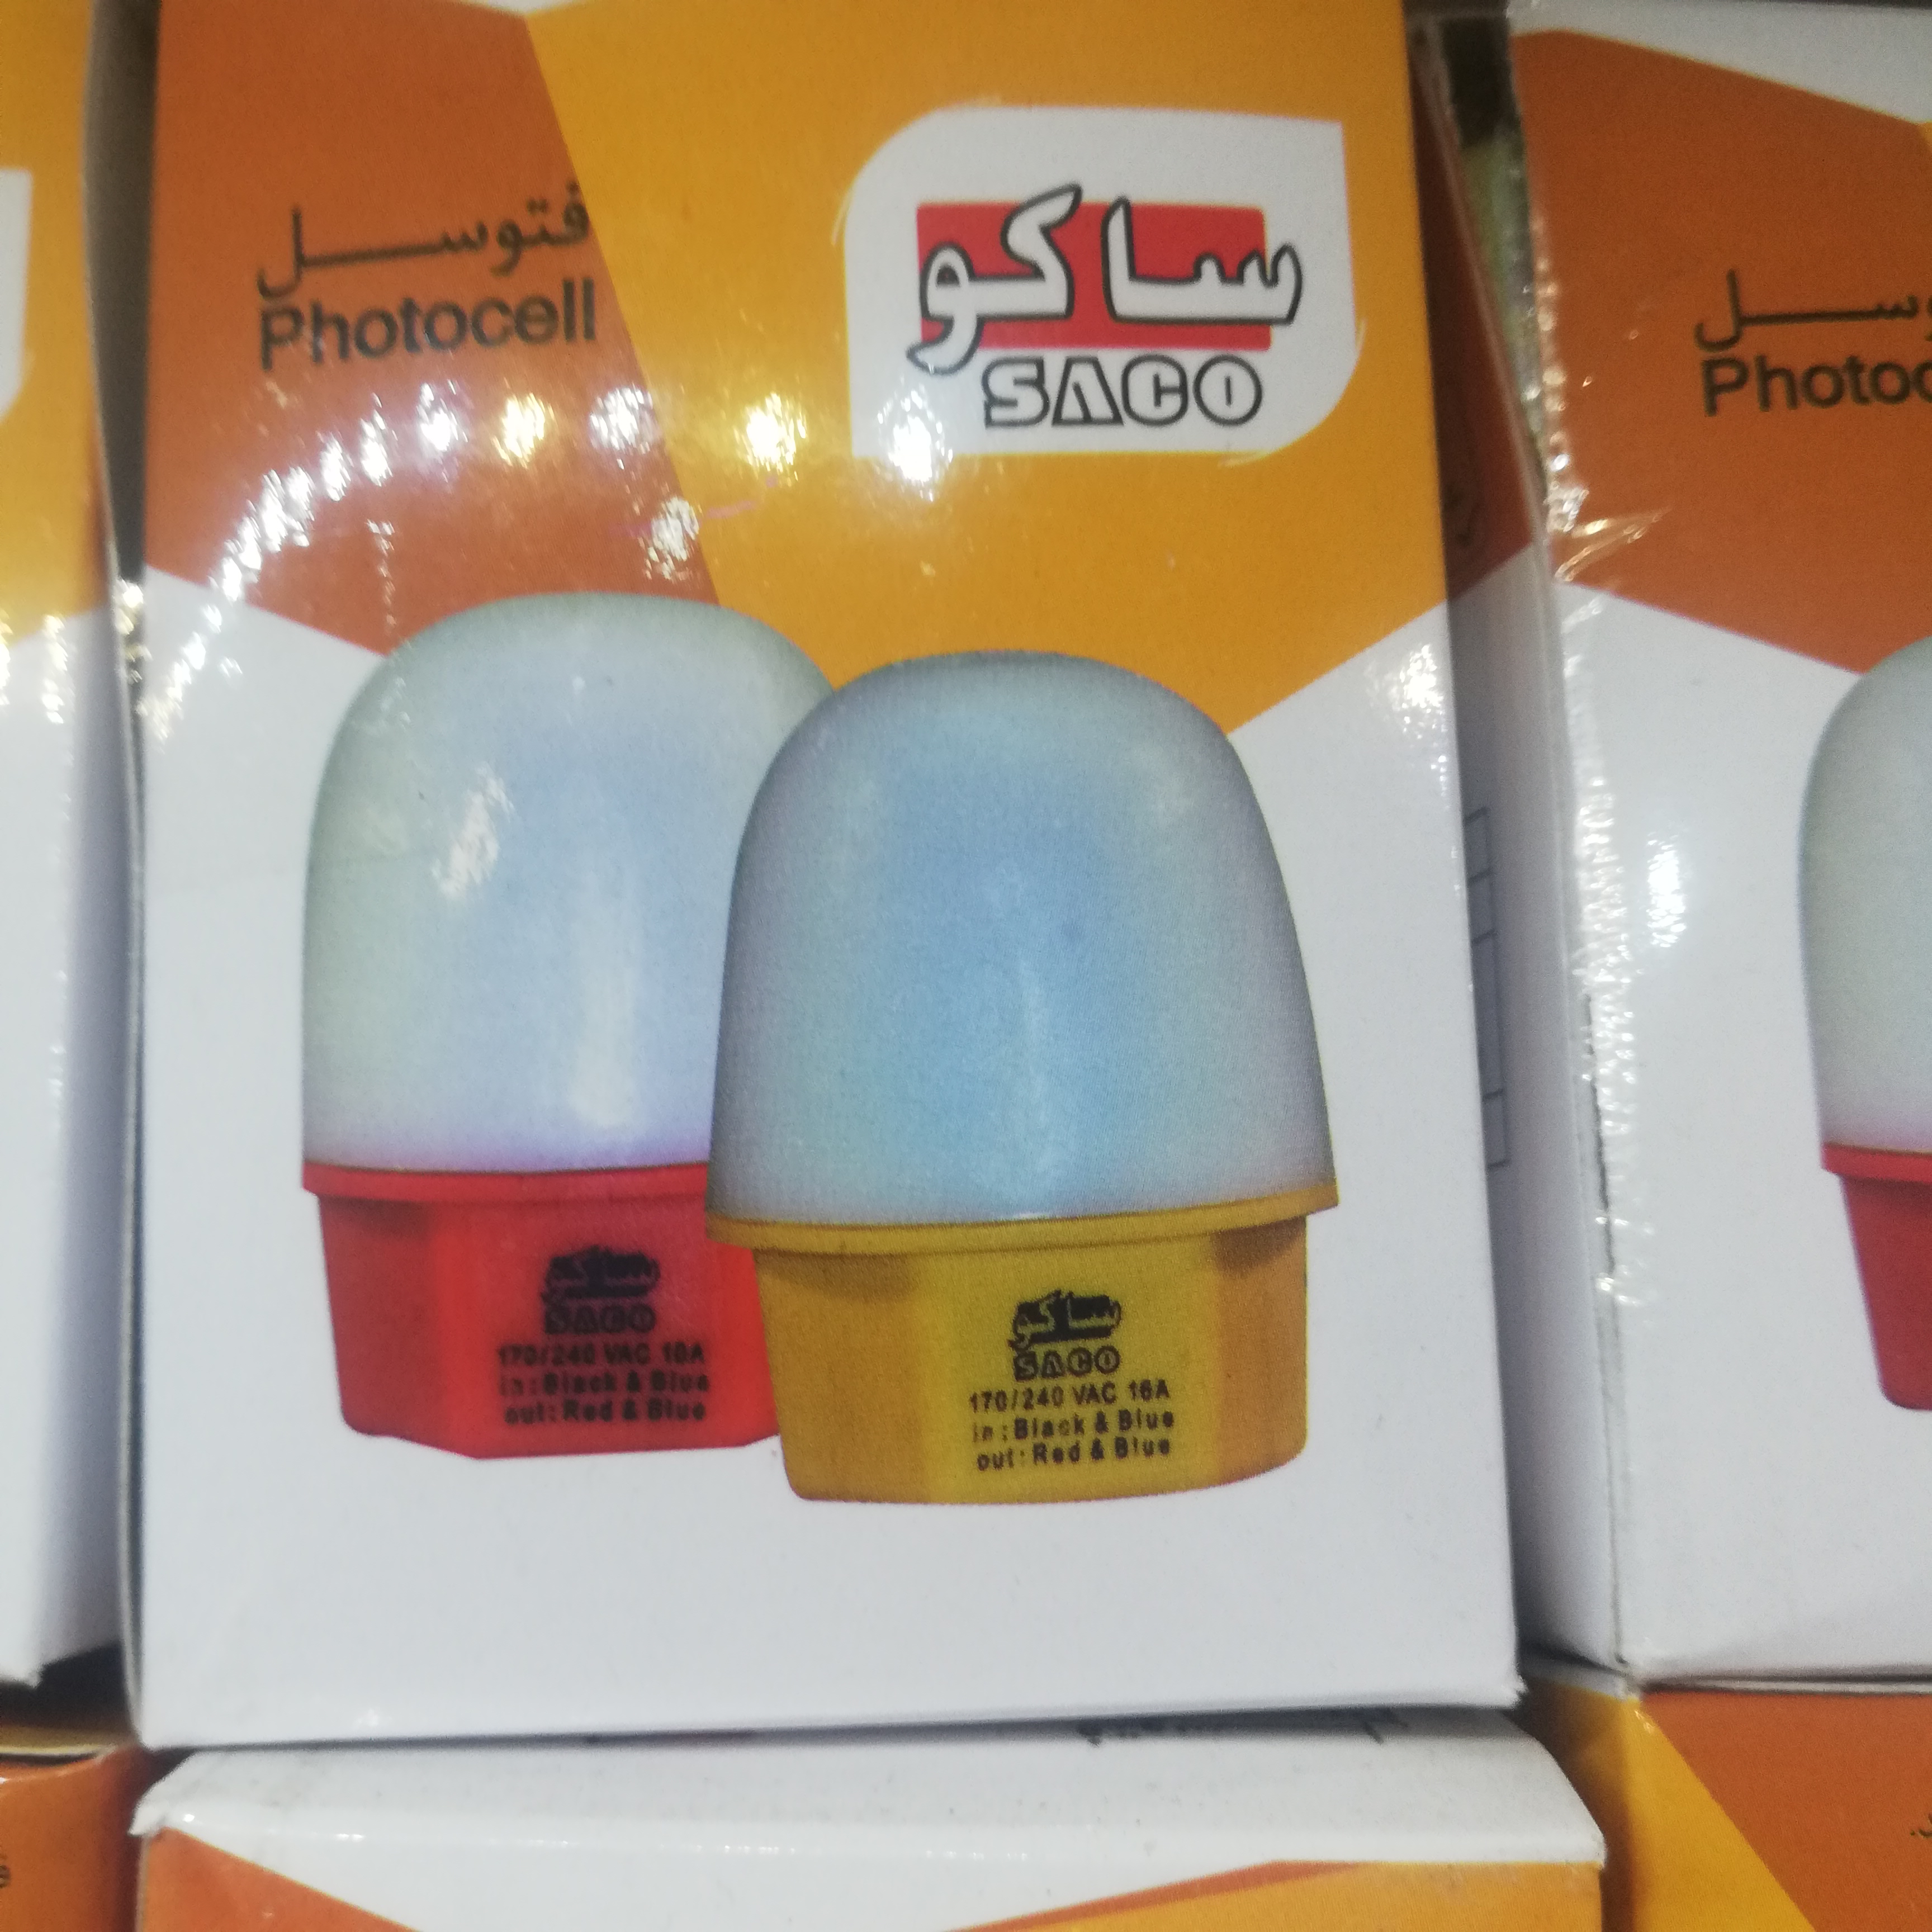 فتوسل
Photocell
ساکو
SACO
Photoc
ساکو
SACO
170/240 VAC 16A
in:Black & Blue
out:Red & Blue
ساکو
SACO
170/240 VAC 16A
in:Black & Blue
out:Red & Blue